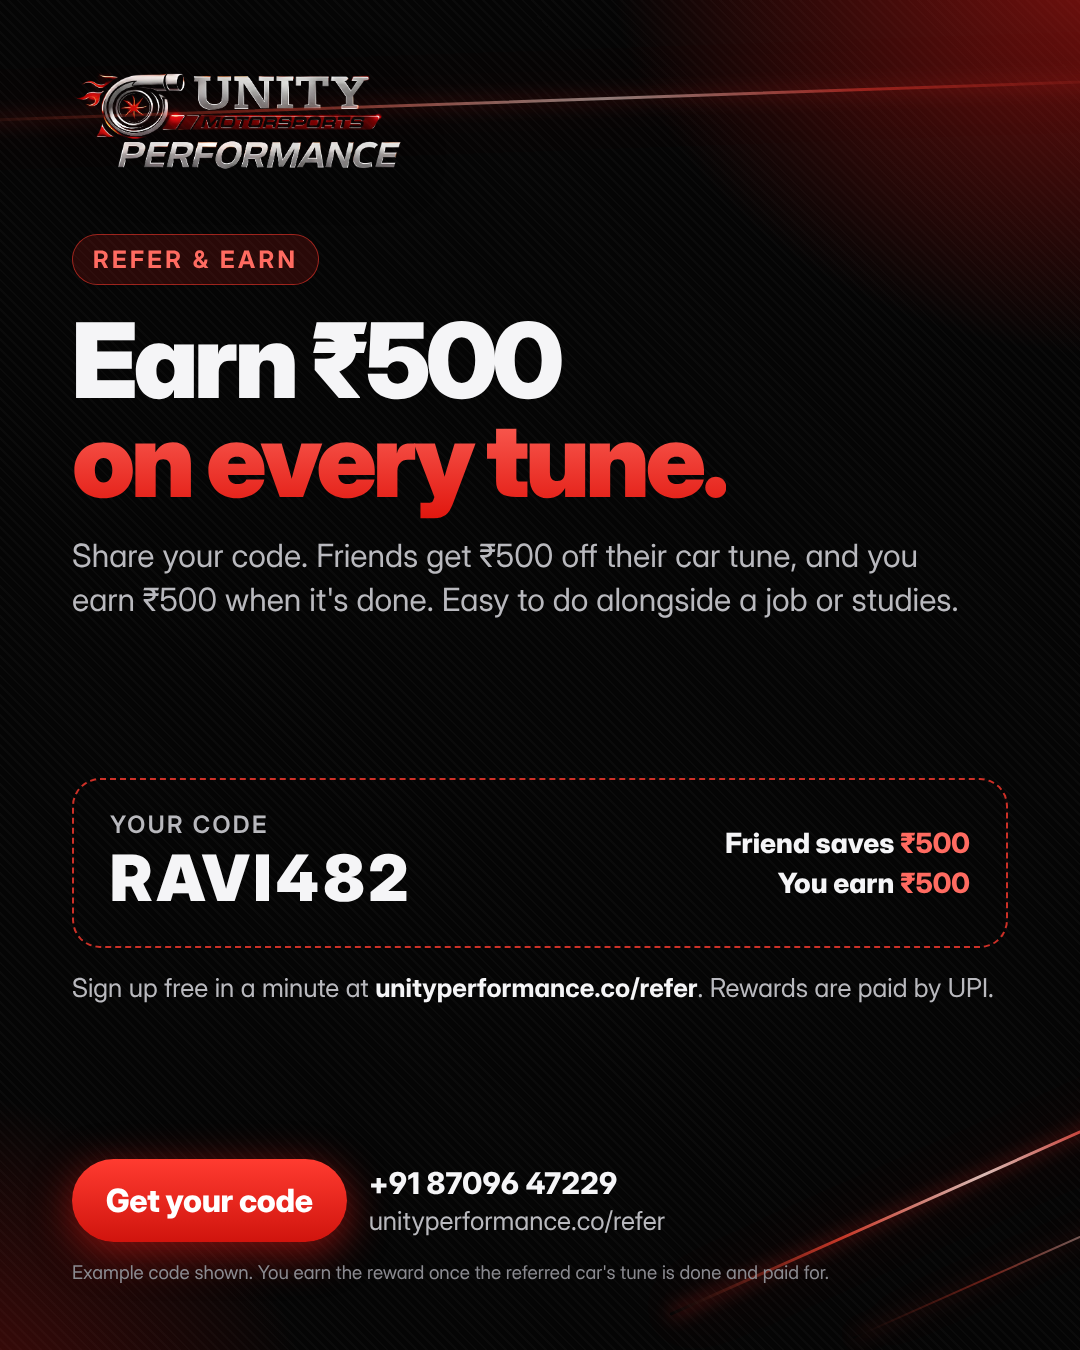 UNITY
MOTORSPORTS
PERFORMANCE
REFER & EARN
Earn ₹500
on every tune.
Share your code. Friends get ₹500 off their car tune, and you
earn ₹500 when it's done. Easy to do alongside a job or studies.
YOUR CODE
RAVI482
Friend saves ₹500
You earn ₹500
Sign up free in a minute at unityperformance.co/refer. Rewards are paid by UPI.
Get your code
+91 87096 47229
unityperformance.co/refer
Example code shown. You earn the reward once the referred car's tune is done and paid for.